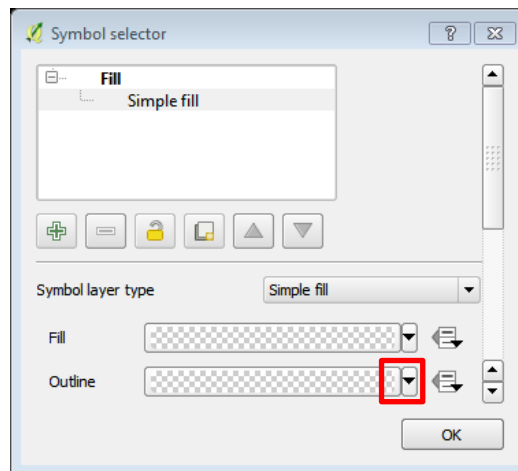 Symbol selector
Fill
Simple fill
Symbol layer type Simple fill
Fill
Outline
OK